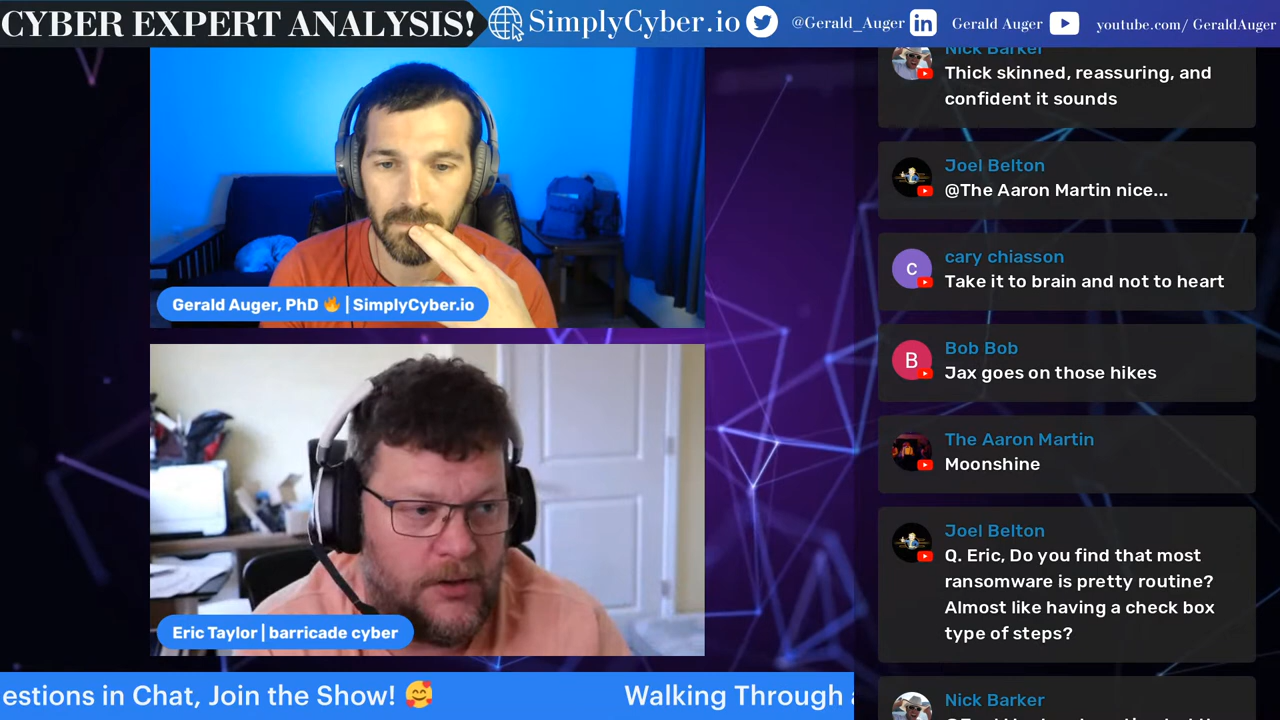 CYBER EXPERT ANALYSIS!
SimplyCyber.io
@Gerald_Auger
Gerald Auger
youtube.com/ GeraldAuger
Gerald Auger, PhD 🔥 | SimplyCyber.io
Eric Taylor | barricade cyber
Nick Barker
Thick skinned, reassuring, and
confident it sounds
Joel Belton
@The Aaron Martin nice...
C
cary chiasson
Take it to brain and not to heart
B
Bob Bob
Jax goes on those hikes
The Aaron Martin
Moonshine
Joel Belton
Q. Eric, Do you find that most
ransomware is pretty routine?
Almost like having a check box
type of steps?
Nick Barker
estions in Chat, Join the Show! 🥰
Walking Through